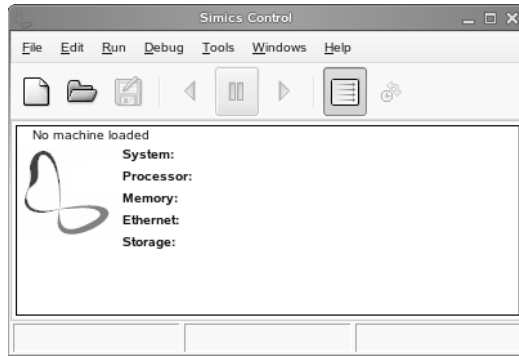 Simics Control
File Edit Run Debug Tools Windows Help
No machine loaded
System:
Processor:
Memory:
Ethernet:
Storage: